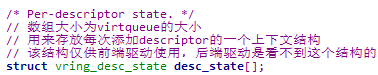 /* Per-descriptor state. */
// 数组大小为virtqueue的大小
// 用来存放每次添加descriptor的一个上下文结构
// 该结构仅供前端驱动使用，后端驱动是看不到这个结构的
struct vring_desc_state desc_state[];